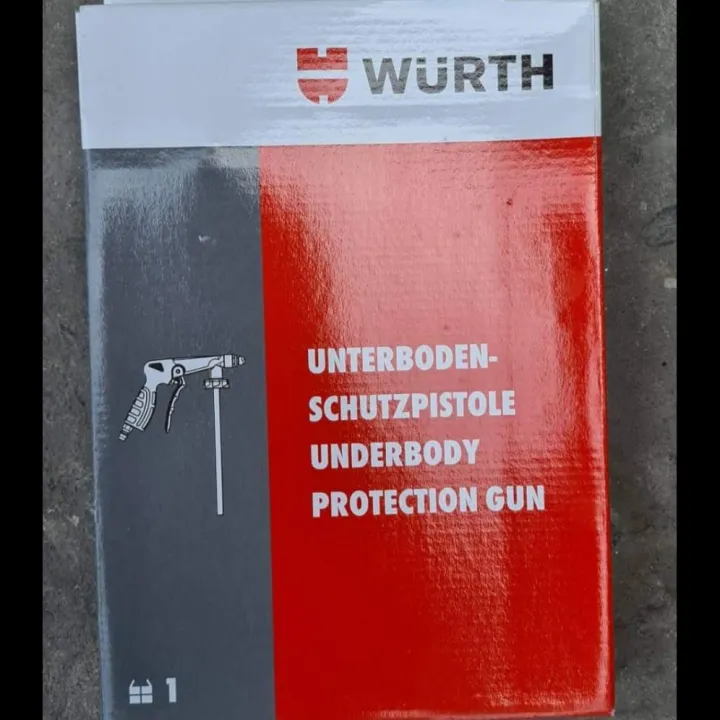 WÜRTH
UNTERBODEN-
SCHUTZPISTOLE
UNDERBODY
PROTECTION GUN
1